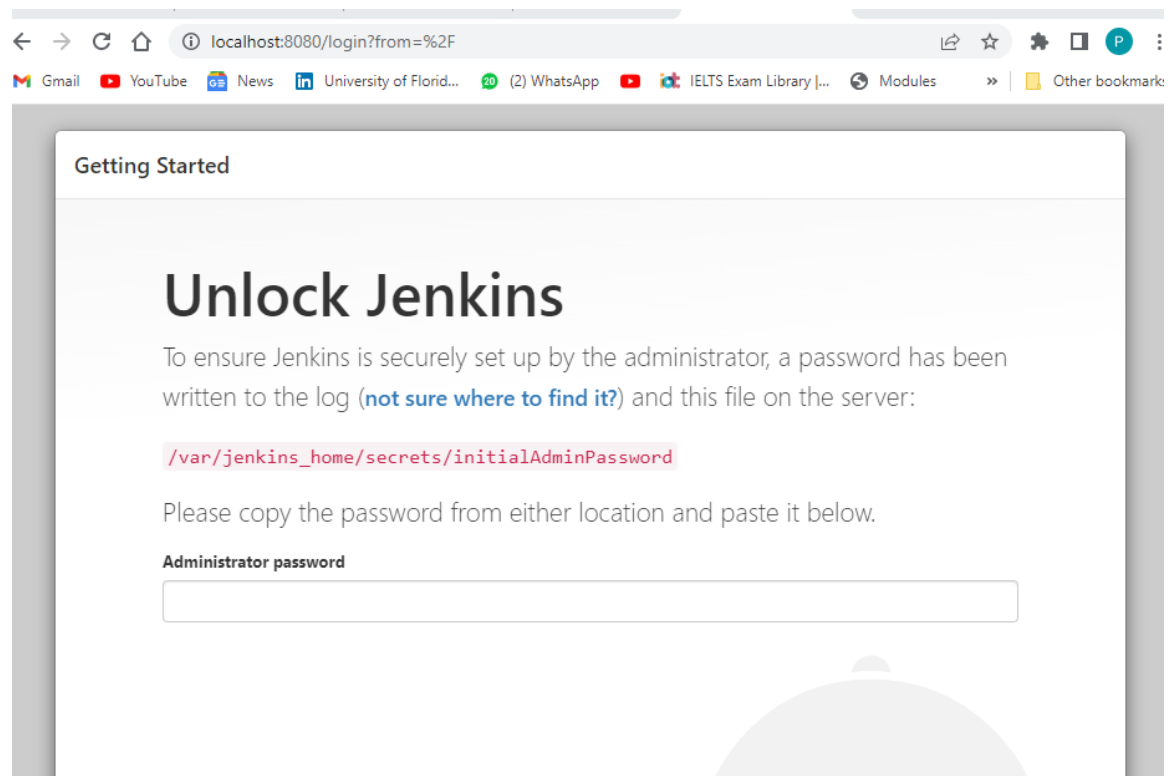 localhost:8080/login?from=%2F
P
Gmail YouTube GE News in University of Florid... 20 (2) WhatsApp IELTS Exam Library |... Modules » Other bookmarks
Getting Started
Unlock Jenkins
To ensure Jenkins is securely set up by the administrator, a password has been
written to the log (not sure where to find it?) and this file on the server:
/var/jenkins_home/secrets/initialAdminPassword
Please copy the password from either location and paste it below.
Administrator password